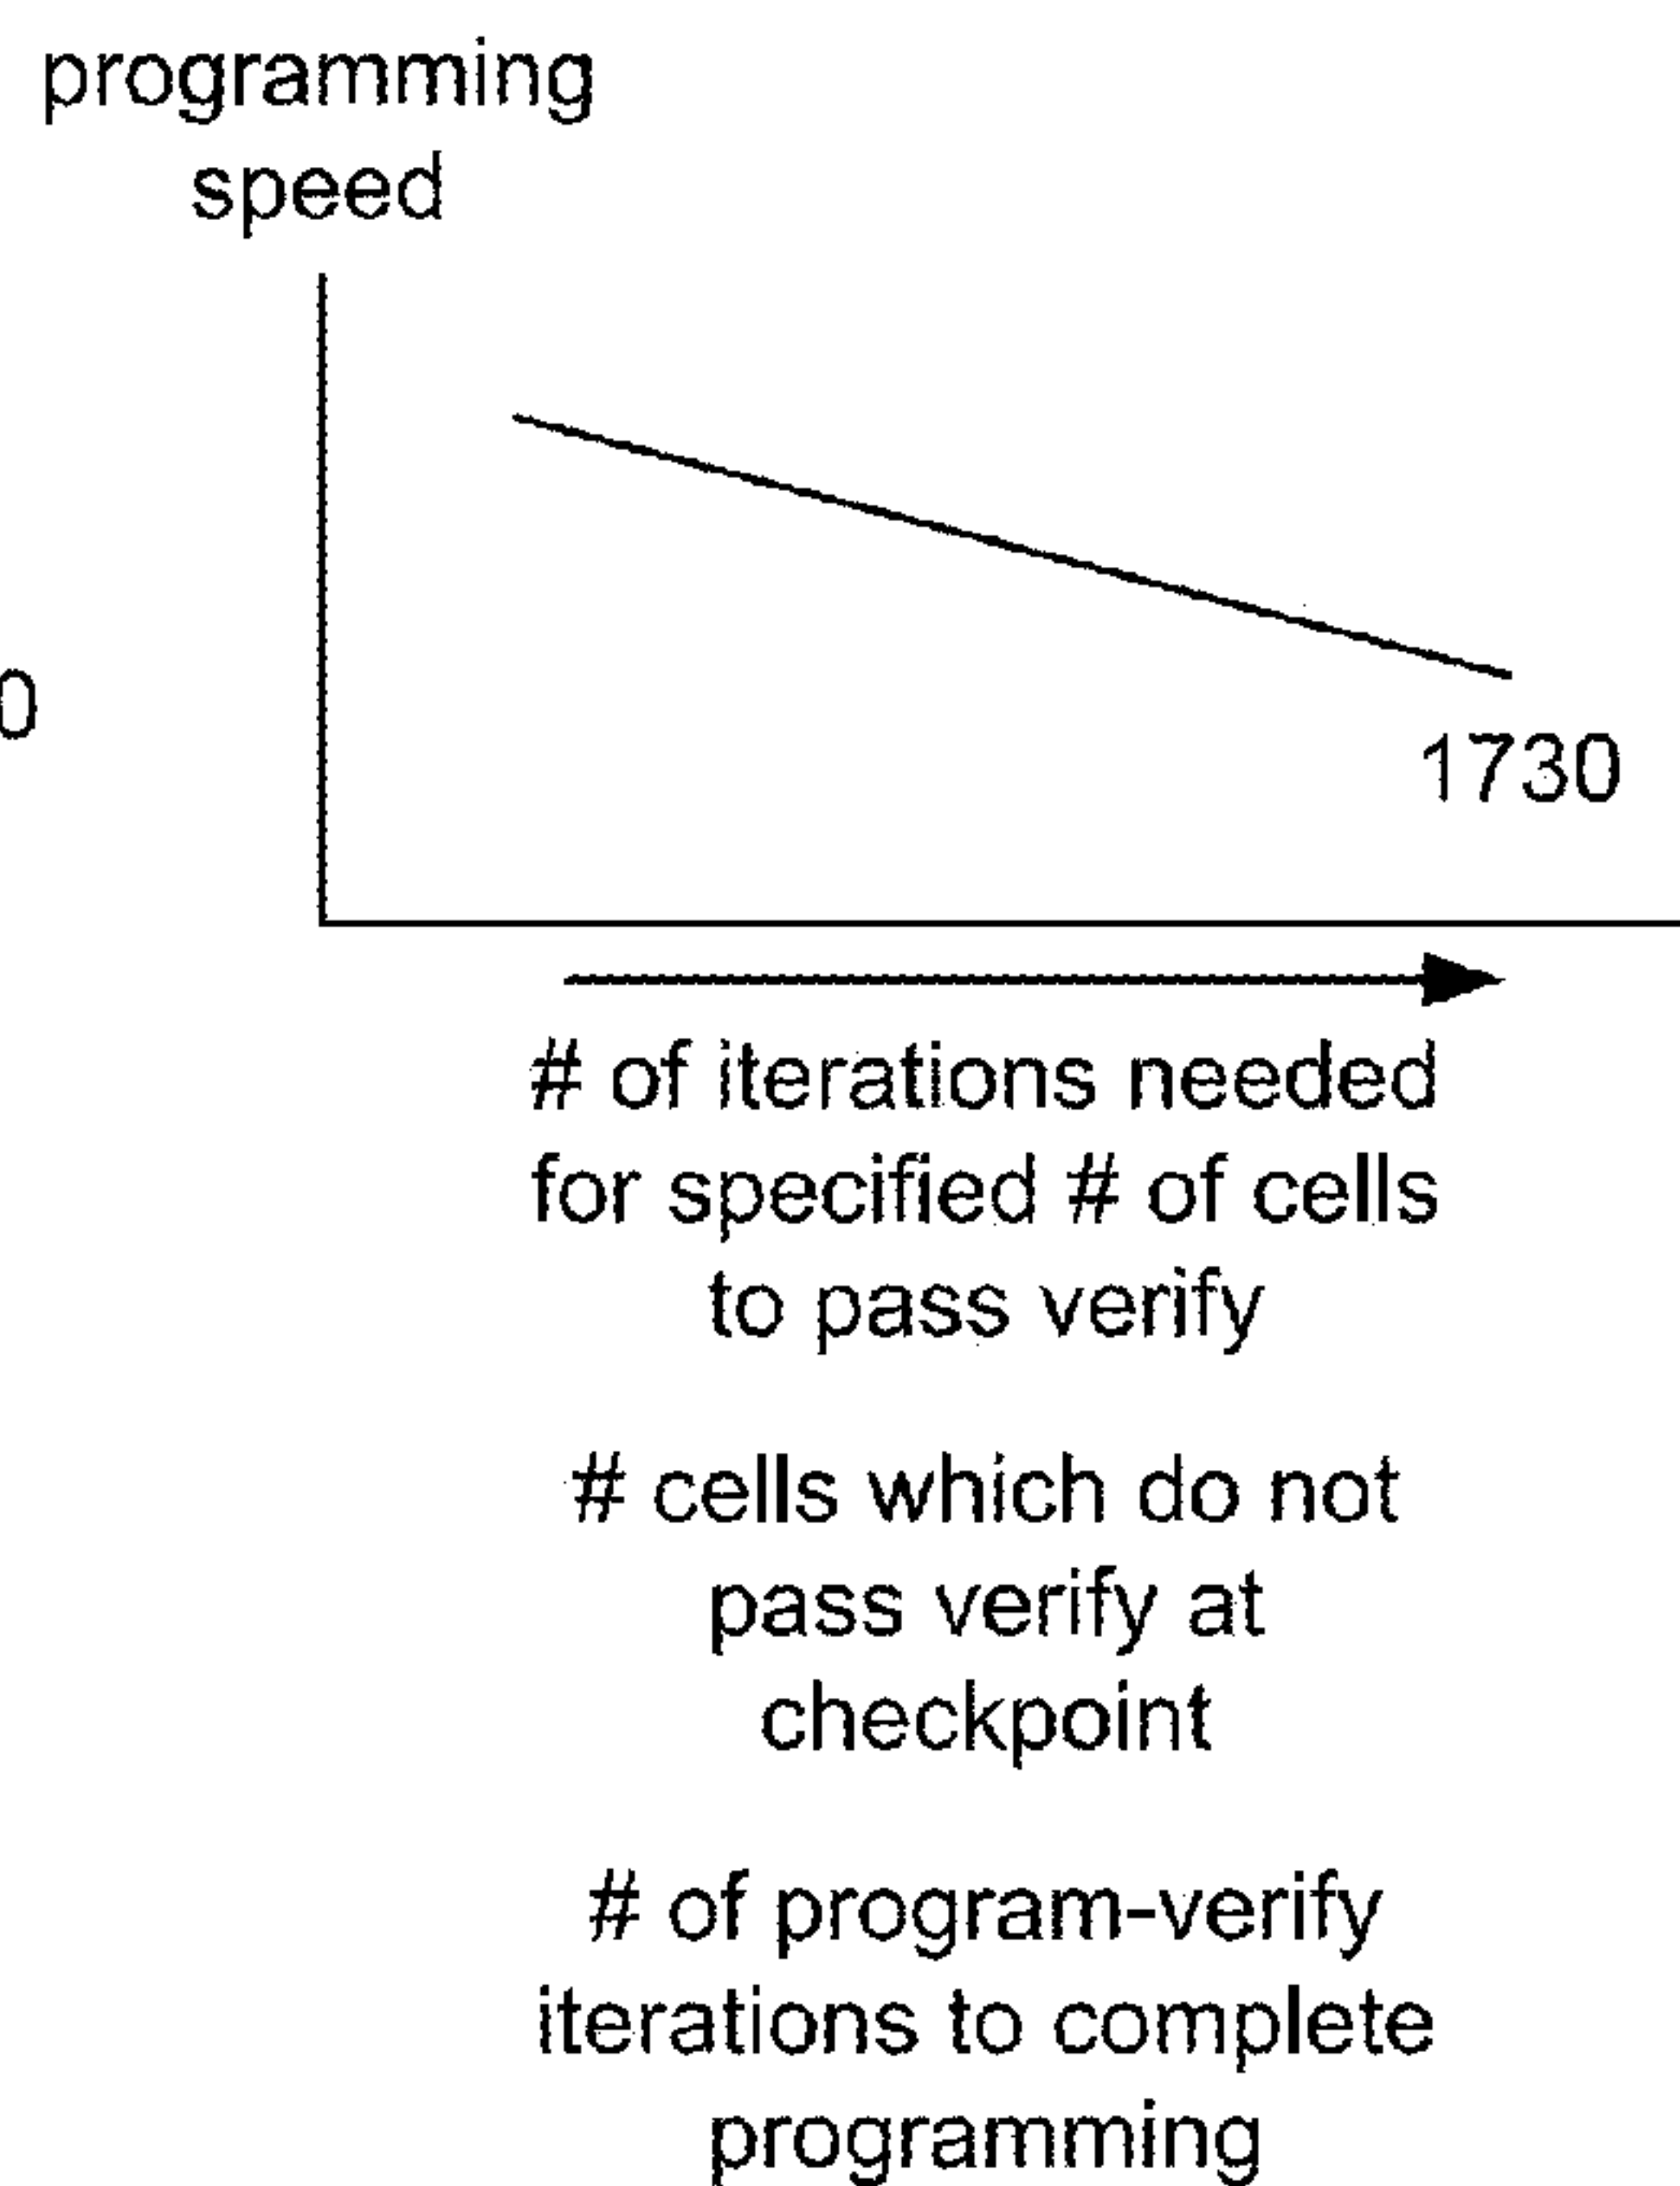 programming
speed
0
1730
# of iterations needed
for specified # of cells
to pass verify
# cells which do not
pass verify at
checkpoint
# of program-verify
iterations to complete
programming